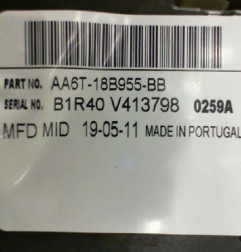 PART NO. AA6T-18B955-BB
SERIAL NO. B1R40 V413798 0259A
MFD MID 19-05-11 MADE IN PORTUGAL